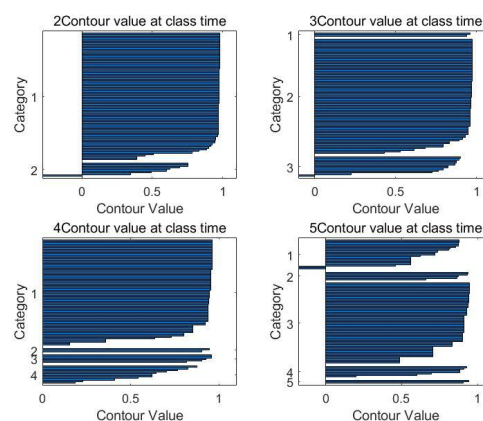 2Contour value at class time
Category
1
2
0
0.5
1
Contour Value
3Contour value at class time
Category
1
2
3
0
0.5
1
Contour Value
4Contour value at class time
Category
1
2
3
4
0
0.5
1
Contour Value
5Contour value at class time
Category
1
2
3
4
5
0
0.5
1
Contour Value